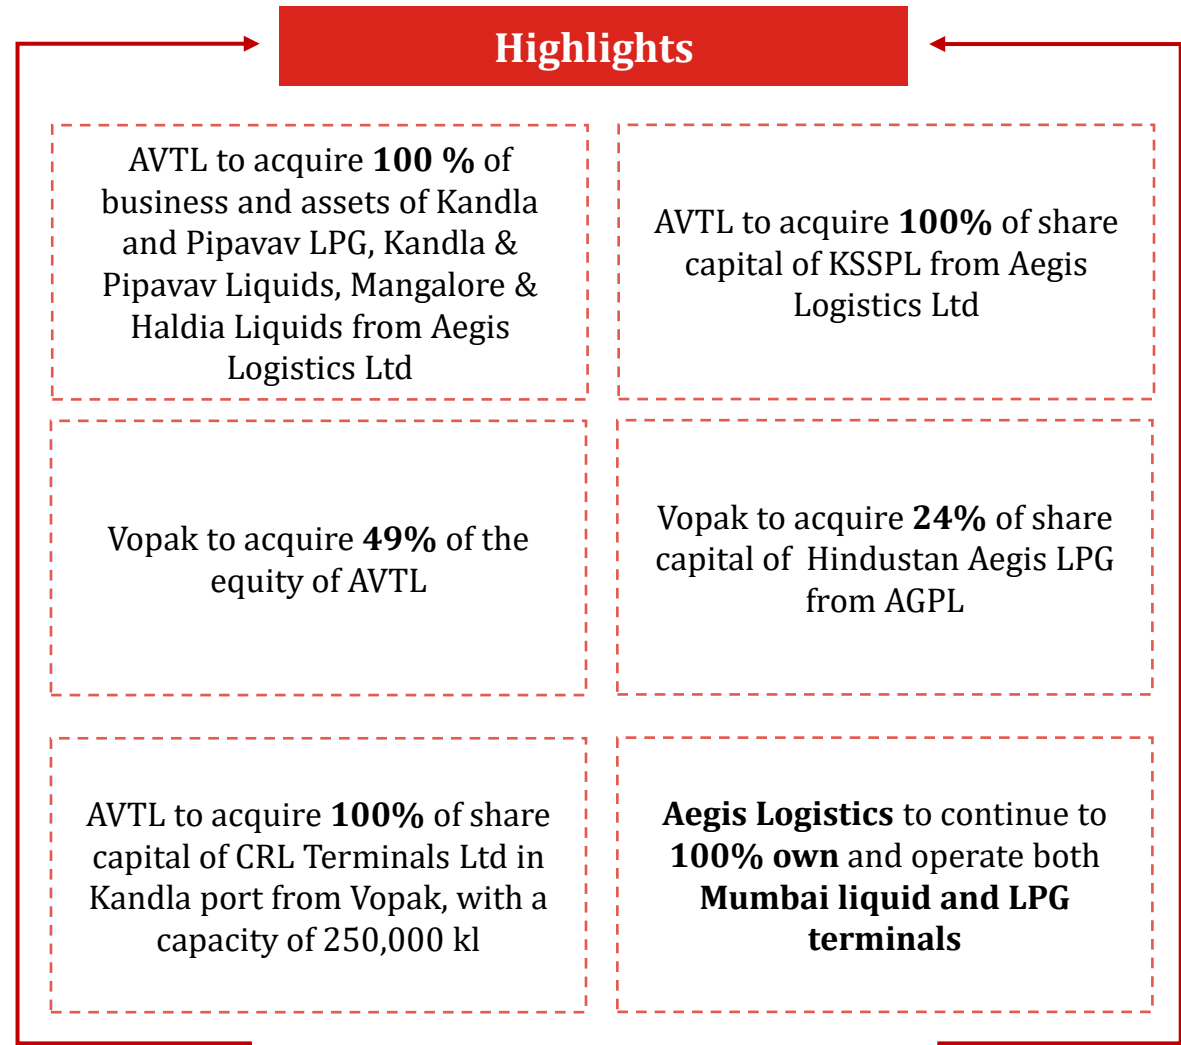 Highlights
AVTL to acquire 100 % of
business and assets of Kandla
and Pipavav LPG, Kandla &
Pipavav Liquids, Mangalore &
Haldia Liquids from Aegis
Logistics Ltd
AVTL to acquire 100% of share
capital of KSSPL from Aegis
Logistics Ltd
Vopak to acquire 49% of the
equity of AVTL
Vopak to acquire 24% of share
capital of  Hindustan Aegis LPG
from AGPL
AVTL to acquire 100% of share
capital of CRL Terminals Ltd in
Kandla port from Vopak, with a
capacity of 250,000 kl
Aegis Logistics to continue to
100% own and operate both
Mumbai liquid and LPG
terminals